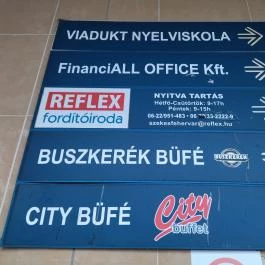 VIADUKT NYELVISKOLA
FinanciALL OFFICE Kft.
REFLEX
fordítóiroda
NYITVA TARTÁS
Hétfő-Csütörtök: 9-17h
Péntek: 9-15h
szekesfehervar@reflex.hu
BUSZKERÉK BÜFÉ
BUSZKERÉK
CITY BÜFÉ
City
buffet